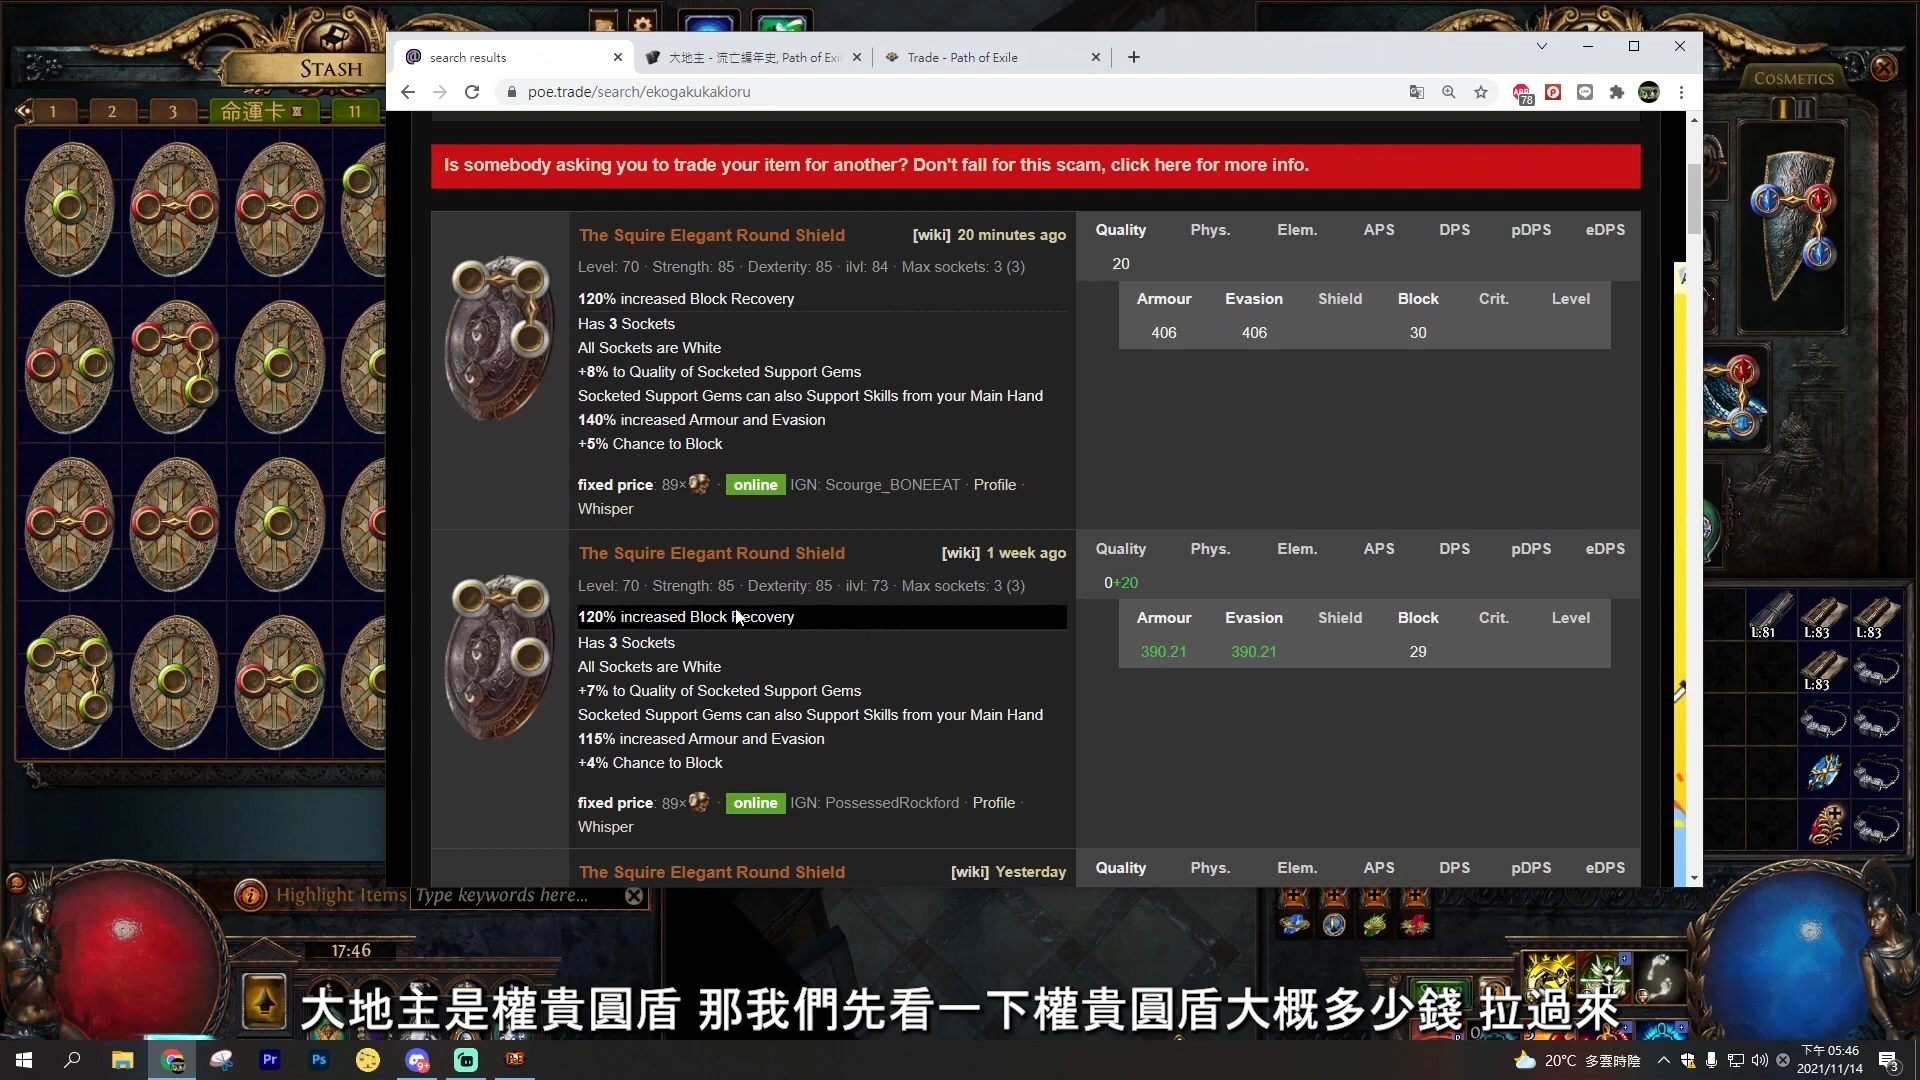 STASH
1 2 3 命運卡 11
search results
大地主 - 流亡編年史, Path of Exi
Trade - Path of Exile
poe.trade/search/ekogakukakioru
78
COSMETICS
I II
Is somebody asking you to trade your item for another? Don't fall for this scam, click here for more info.
The Squire Elegant Round Shield [wiki] 20 minutes ago
Level: 70 · Strength: 85 · Dexterity: 85 · ilvl: 84 · Max sockets: 3 (3)
120% increased Block Recovery
Has 3 Sockets
All Sockets are White
+8% to Quality of Socketed Support Gems
Socketed Support Gems can also Support Skills from your Main Hand
140% increased Armour and Evasion
+5% Chance to Block
fixed price: 89× · online IGN: Scourge_BONEEAT · Profile ·
Whisper
Quality Phys. Elem. APS DPS pDPS eDPS
20
Armour Evasion Shield Block Crit. Level
406 406 30
The Squire Elegant Round Shield [wiki] 1 week ago
Level: 70 · Strength: 85 · Dexterity: 85 · ilvl: 73 · Max sockets: 3 (3)
120% increased Block Recovery
Has 3 Sockets
All Sockets are White
+7% to Quality of Socketed Support Gems
Socketed Support Gems can also Support Skills from your Main Hand
115% increased Armour and Evasion
+4% Chance to Block
fixed price: 89× · online IGN: PossessedRockford · Profile ·
Whisper
Quality Phys. Elem. APS DPS pDPS eDPS
0+20
Armour Evasion Shield Block Crit. Level
390.21 390.21 29
The Squire Elegant Round Shield [wiki] Yesterday
Quality Phys. Elem. APS DPS pDPS eDPS
L:81 L:83 L:83
L:83
Highlight Items Type keywords here...
17:46
大地主是權貴圓盾 那我們先看一下權貴圓盾大概多少錢 拉過來
Pr
Ps
9+
PoE
20°C 多雲時陰
下午 05:46
2021/11/14
3